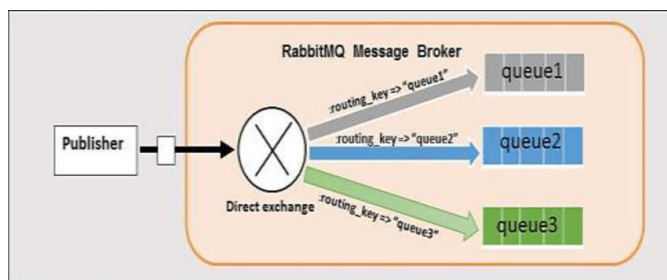 RabbitMQ Message Broker
queue1
:routing_key => "queue1"
Publisher
:routing_key => "queue2"
queue2
Direct exchange
:routing_key => "queue3"
queue3